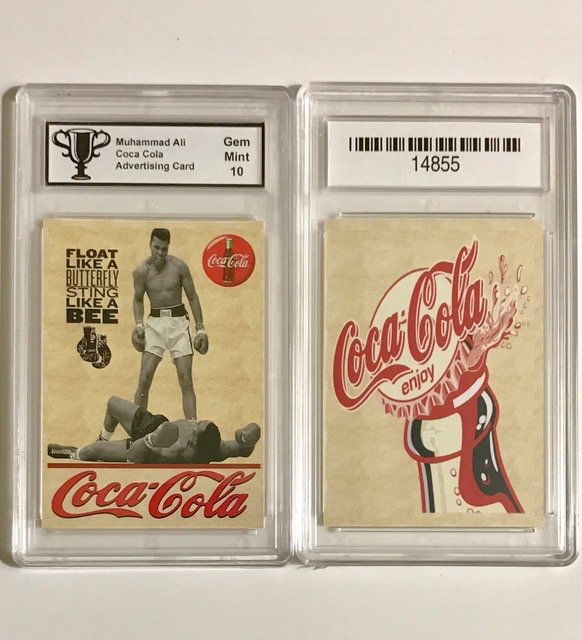 Muhammad Ali
Coca Cola
Advertising Card
Gem
Mint
10
FLOAT
LIKE A
BUTTERFLY
STING
LIKE A
BEE
Coca-Cola
Coca-Cola
14855
Coca-Cola
enjoy